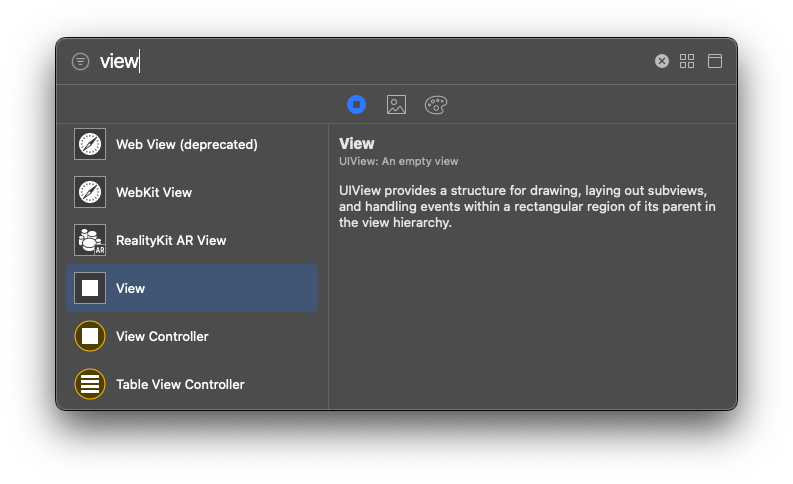 view
Web View (deprecated)
WebKit View
AR
RealityKit AR View
View
View Controller
Table View Controller
View
UIView: An empty view
UIView provides a structure for drawing, laying out subviews,
and handling events within a rectangular region of its parent in
the view hierarchy.